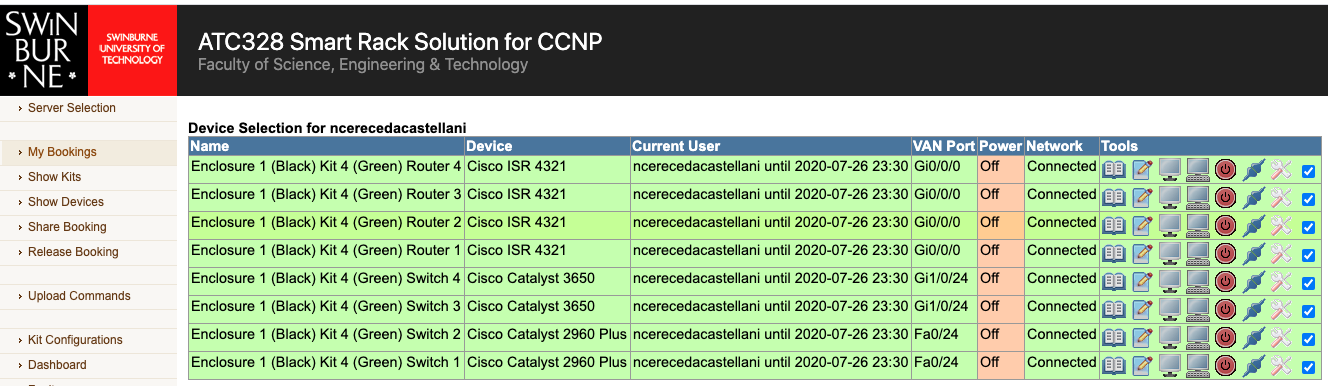 SWIN
BUR
NE
SWINBURNE
UNIVERSITY OF
TECHNOLOGY
ATC328 Smart Rack Solution for CCNP
Faculty of Science, Engineering & Technology
Server Selection
My Bookings
Show Kits
Show Devices
Share Booking
Release Booking
Upload Commands
Kit Configurations
Dashboard
Device Selection for ncerecedacastellani
Name Device Current User VAN Port Power Network Tools
Enclosure 1 (Black) Kit 4 (Green) Router 4 Cisco ISR 4321 ncerecedacastellani until 2020-07-26 23:30 Gi0/0/0 Off Connected
Enclosure 1 (Black) Kit 4 (Green) Router 3 Cisco ISR 4321 ncerecedacastellani until 2020-07-26 23:30 Gi0/0/0 Off Connected
Enclosure 1 (Black) Kit 4 (Green) Router 2 Cisco ISR 4321 ncerecedacastellani until 2020-07-26 23:30 Gi0/0/0 Off Connected
Enclosure 1 (Black) Kit 4 (Green) Router 1 Cisco ISR 4321 ncerecedacastellani until 2020-07-26 23:30 Gi0/0/0 Off Connected
Enclosure 1 (Black) Kit 4 (Green) Switch 4 Cisco Catalyst 3650 ncerecedacastellani until 2020-07-26 23:30 Gi1/0/24 Off Connected
Enclosure 1 (Black) Kit 4 (Green) Switch 3 Cisco Catalyst 3650 ncerecedacastellani until 2020-07-26 23:30 Gi1/0/24 Off Connected
Enclosure 1 (Black) Kit 4 (Green) Switch 2 Cisco Catalyst 2960 Plus ncerecedacastellani until 2020-07-26 23:30 Fa0/24 Off Connected
Enclosure 1 (Black) Kit 4 (Green) Switch 1 Cisco Catalyst 2960 Plus ncerecedacastellani until 2020-07-26 23:30 Fa0/24 Off Connected